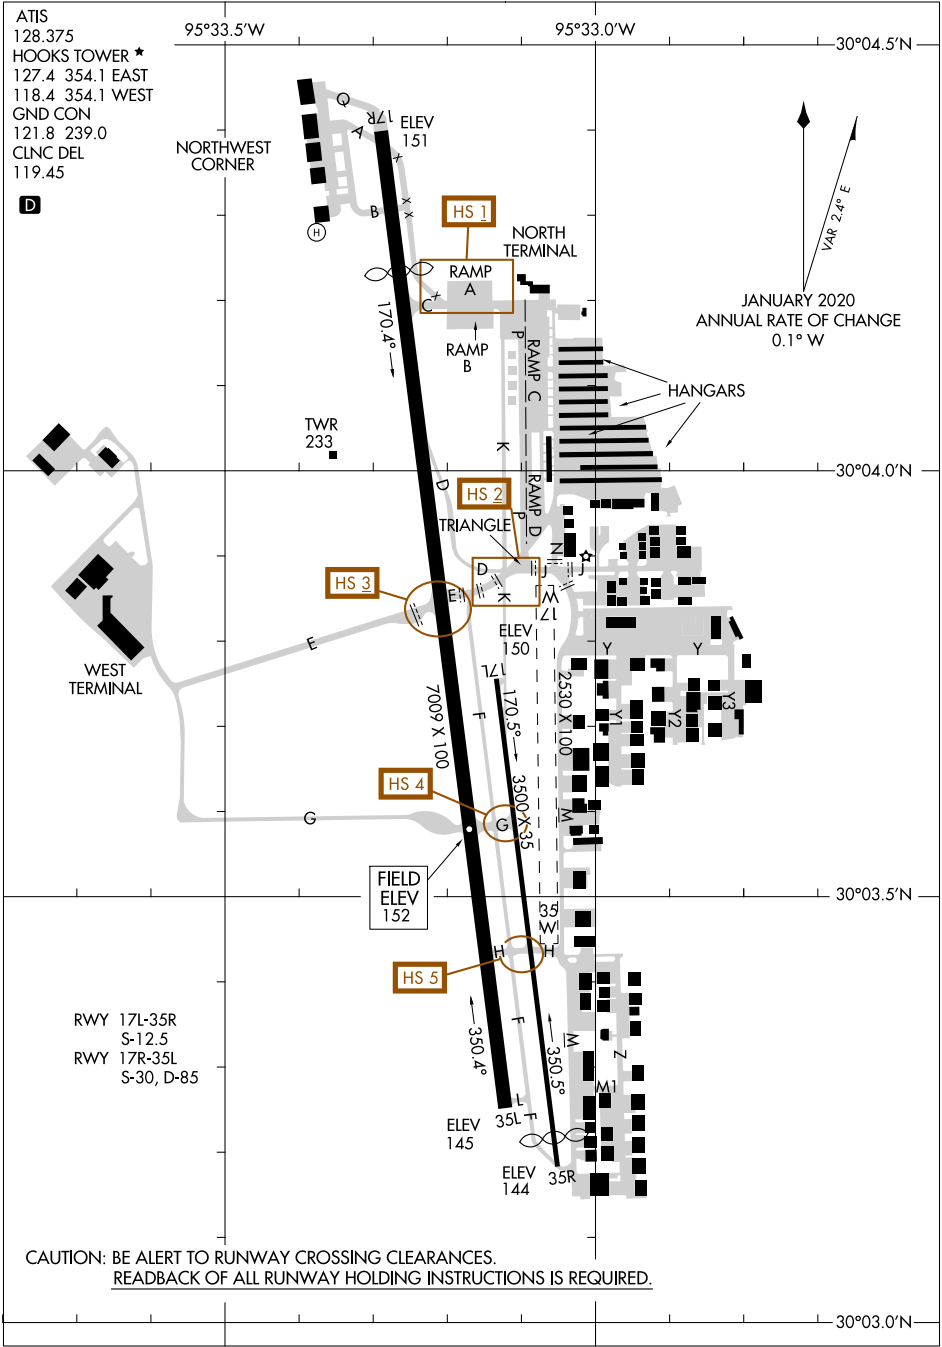 ATIS
128.375
HOOKS TOWER ★
127.4 354.1 EAST
118.4 354.1 WEST
GND CON
121.8 239.0
CLNC DEL
119.45
D
95°33.5'W
95°33.0'W
30°04.5'N
NORTHWEST
CORNER
Q
A
17R
ELEV
151
X
B
X
X
H
HS 1
NORTH
TERMINAL
RAMP
A
X
C
RAMP
B
P
RAMP C
170.4°
VAR 2.4° E
JANUARY 2020
ANNUAL RATE OF CHANGE
0.1° W
HANGARS
TWR
233
K
30°04.0'N
D
HS 2
RAMP D
P
TRIANGLE
N
D
J
J
HS 3
E
K
17
W
E
ELEV
150
WEST
TERMINAL
Y
Y
17L
170.5°
2530 X 100
7009 X 100
F
Y1
Y2
Y3
HS 4
3500 X 35
G
G
M
FIELD
ELEV
152
30°03.5'N
35
W
H
H
HS 5
RWY 17L-35R
S-12.5
RWY 17R-35L
S-30, D-85
350.4°
F
350.5°
M
Z
M1
L
F
35L
ELEV
145
ELEV
144
35R
CAUTION: BE ALERT TO RUNWAY CROSSING CLEARANCES.
READBACK OF ALL RUNWAY HOLDING INSTRUCTIONS IS REQUIRED.
30°03.0'N